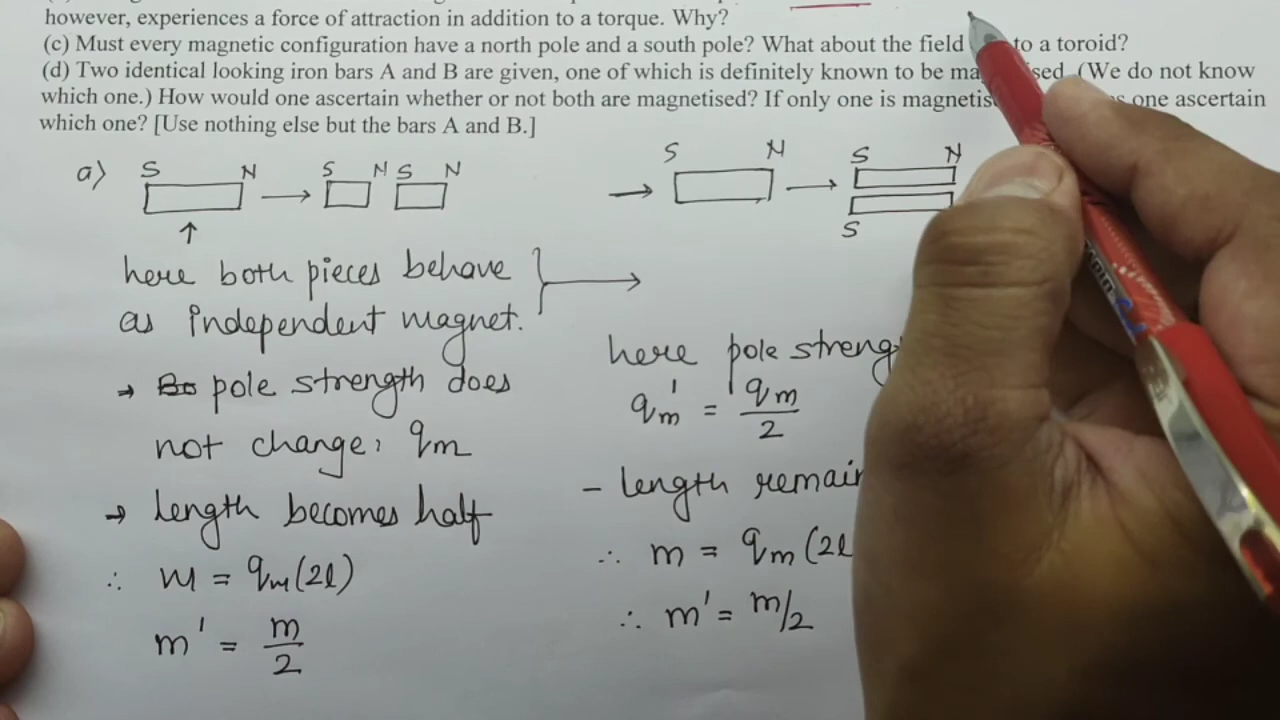 however, experiences a force of attraction in addition to a torque. Why?
(c) Must every magnetic configuration have a north pole and a south pole? What about the field to a toroid?
(d) Two identical looking iron bars A and B are given, one of which is definitely known to be (We do not know
which one.) How would one ascertain whether or not both are magnetised? If only one is one ascertain
which one? [Use nothing else but the bars A and B.]
a) S N → S N S N
→ S N → S N
S
↑
here both pieces behave
as independent magnet.
→ pole strength does
not change, qm
→ length becomes half
∴ m = qm(2l)
m' = m/2
here pole
qm' = qm/2
- length
∴ m = qm(2l
∴ m' = m/2